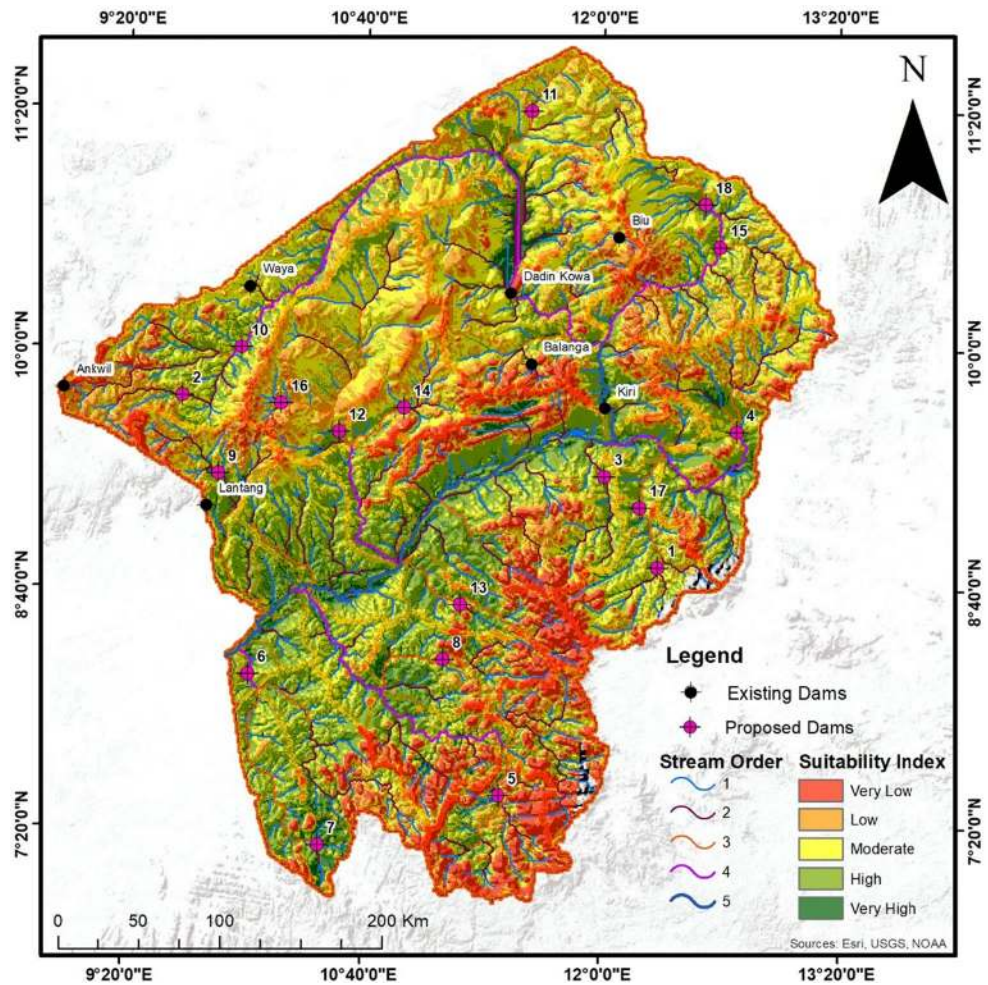 9°20'0"E 10°40'0"E 12°0'0"E 13°20'0"E
N
11°20'0"N 11°20'0"N
11
18
Biu
15
Waya
Dadin Kowa
10
10°0'0"N 10°0'0"N
Balanga
Ankwil
2
16
14
Kiri
12
4
9
3
Lantang
17
1
8°40'0"N 8°40'0"N
13
8
6
Legend
Existing Dams
Proposed Dams
Stream Order Suitability Index
1 Very Low
2 Low
3 Moderate
4 High
5 Very High
5
7°20'0"N 7°20'0"N
7
0 50 100 200 Km
Sources: Esri, USGS, NOAA
9°20'0"E 10°40'0"E 12°0'0"E 13°20'0"E